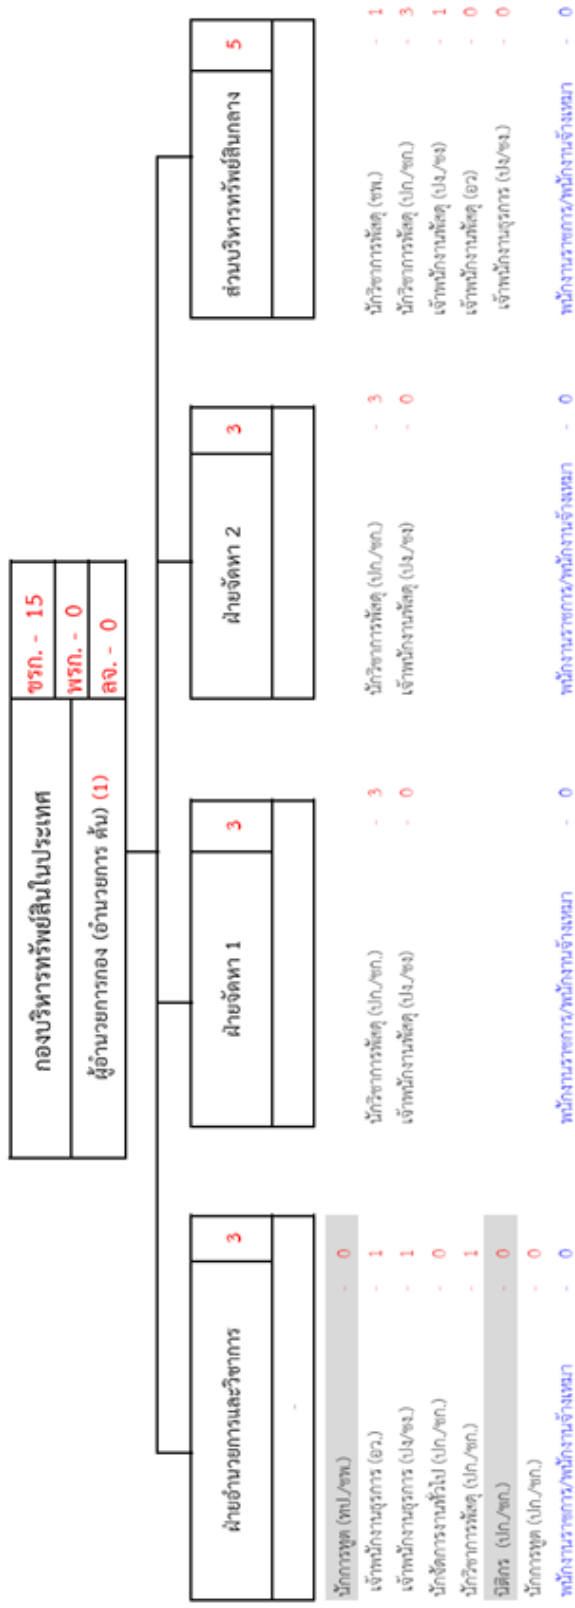 กองบริหารทรัพย์สินในประเทศ
ขรก. - 15
ผู้อำนวยการกอง (อำนวยการ ต้น) (1)
พรก. - 0
ลจ. - 0
ฝ่ายอำนวยการและวิชาการ 3
-
นักการทูต (ทป./ชพ.) - 0
เจ้าพนักงานธุรการ (อว.) - 1
เจ้าพนักงานธุรการ (ปง/ชง.) - 1
นักจัดการงานทั่วไป (ปก./ชก.) - 0
นักวิชาการพัสดุ (ปก./ชก.) - 1
นิติกร (ปก./ชก.) - 0
นักการทูต (ปก./ชก.) - 0
พนักงานราชการ/พนักงานจ้างเหมา - 0
ฝ่ายจัดหา 1 3
นักวิชาการพัสดุ (ปก./ชก.) - 3
เจ้าพนักงานพัสดุ (ปง./ชง) - 0
พนักงานราชการ/พนักงานจ้างเหมา - 0
ฝ่ายจัดหา 2 3
นักวิชาการพัสดุ (ปก./ชก.) - 3
เจ้าพนักงานพัสดุ (ปง./ชง) - 0
พนักงานราชการ/พนักงานจ้างเหมา - 0
ส่วนบริหารทรัพย์สินกลาง 5
นักวิชาการพัสดุ (ชพ.) - 1
นักวิชาการพัสดุ (ปก./ชก.) - 3
เจ้าพนักงานพัสดุ (ปง./ชง) - 1
เจ้าพนักงานพัสดุ (อว) - 0
เจ้าพนักงานธุรการ (ปง/ชง.) - 0
พนักงานราชการ/พนักงานจ้างเหมา - 0